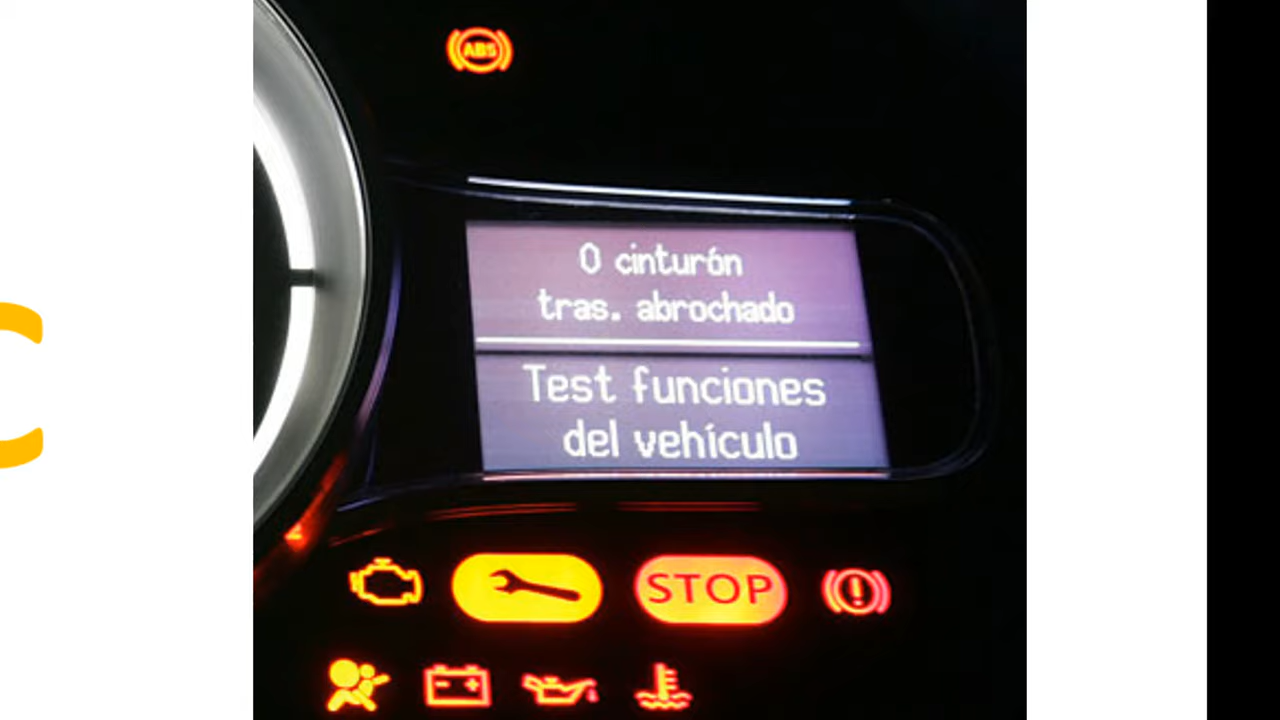 ABS
0 cinturón
tras. abrochado
Test funciones
del vehículo
STOP